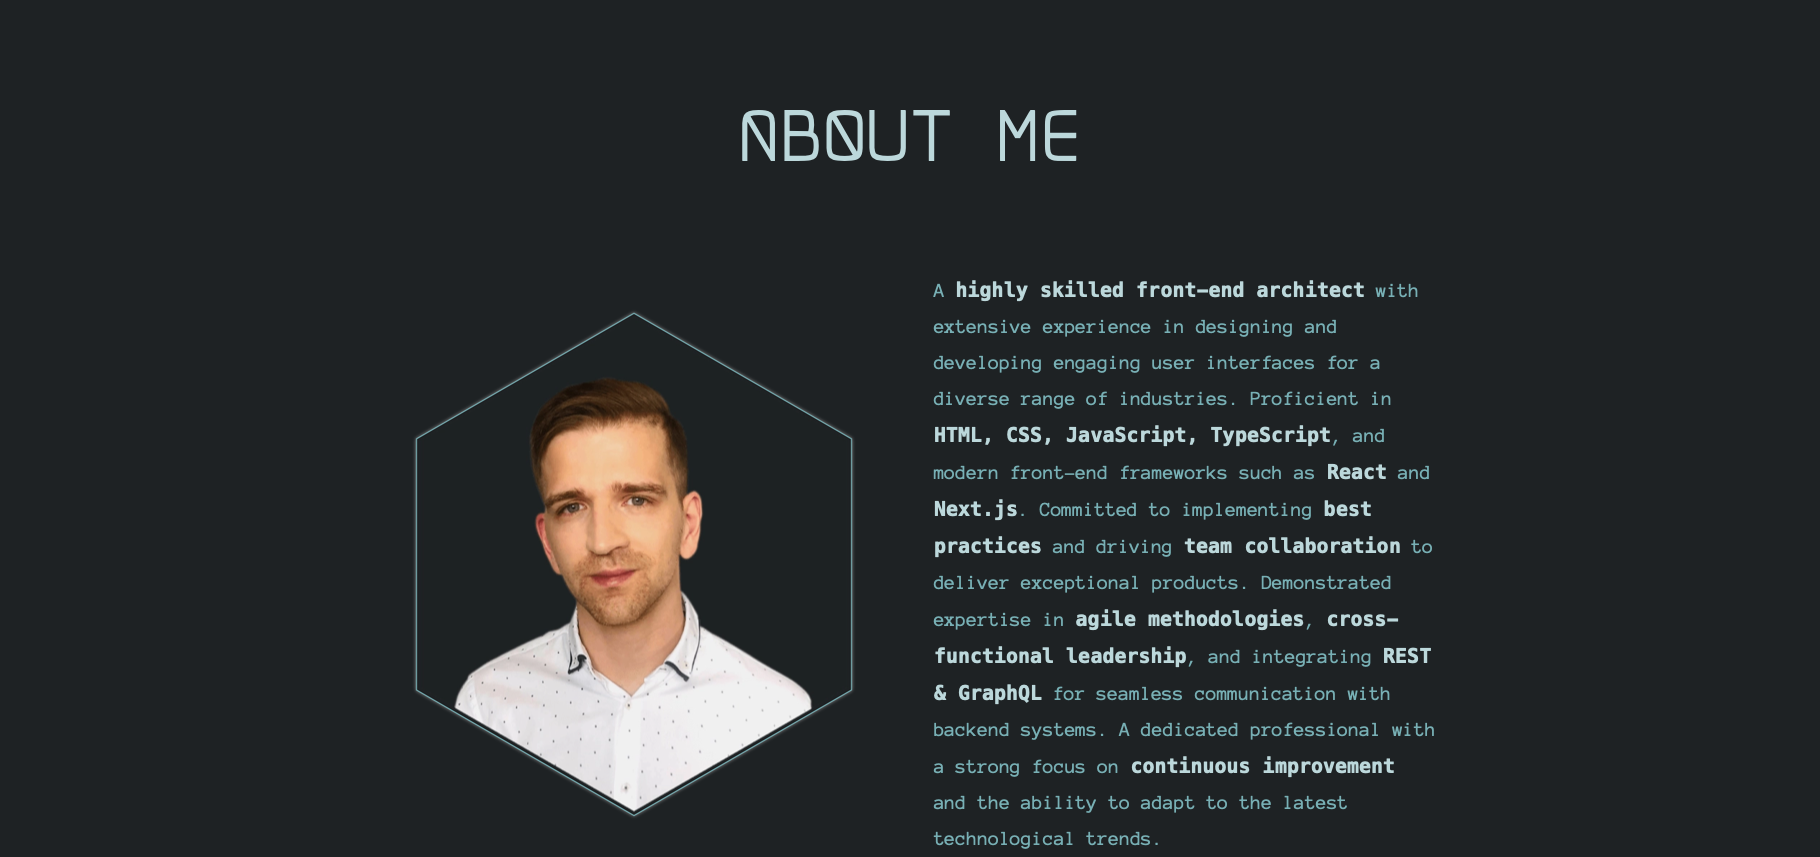 ABOUT ME
A highly skilled front-end architect with
extensive experience in designing and
developing engaging user interfaces for a
diverse range of industries. Proficient in
HTML, CSS, JavaScript, TypeScript, and
modern front-end frameworks such as React and
Next.js. Committed to implementing best
practices and driving team collaboration to
deliver exceptional products. Demonstrated
expertise in agile methodologies, cross-
functional leadership, and integrating REST
& GraphQL for seamless communication with
backend systems. A dedicated professional with
a strong focus on continuous improvement
and the ability to adapt to the latest
technological trends.